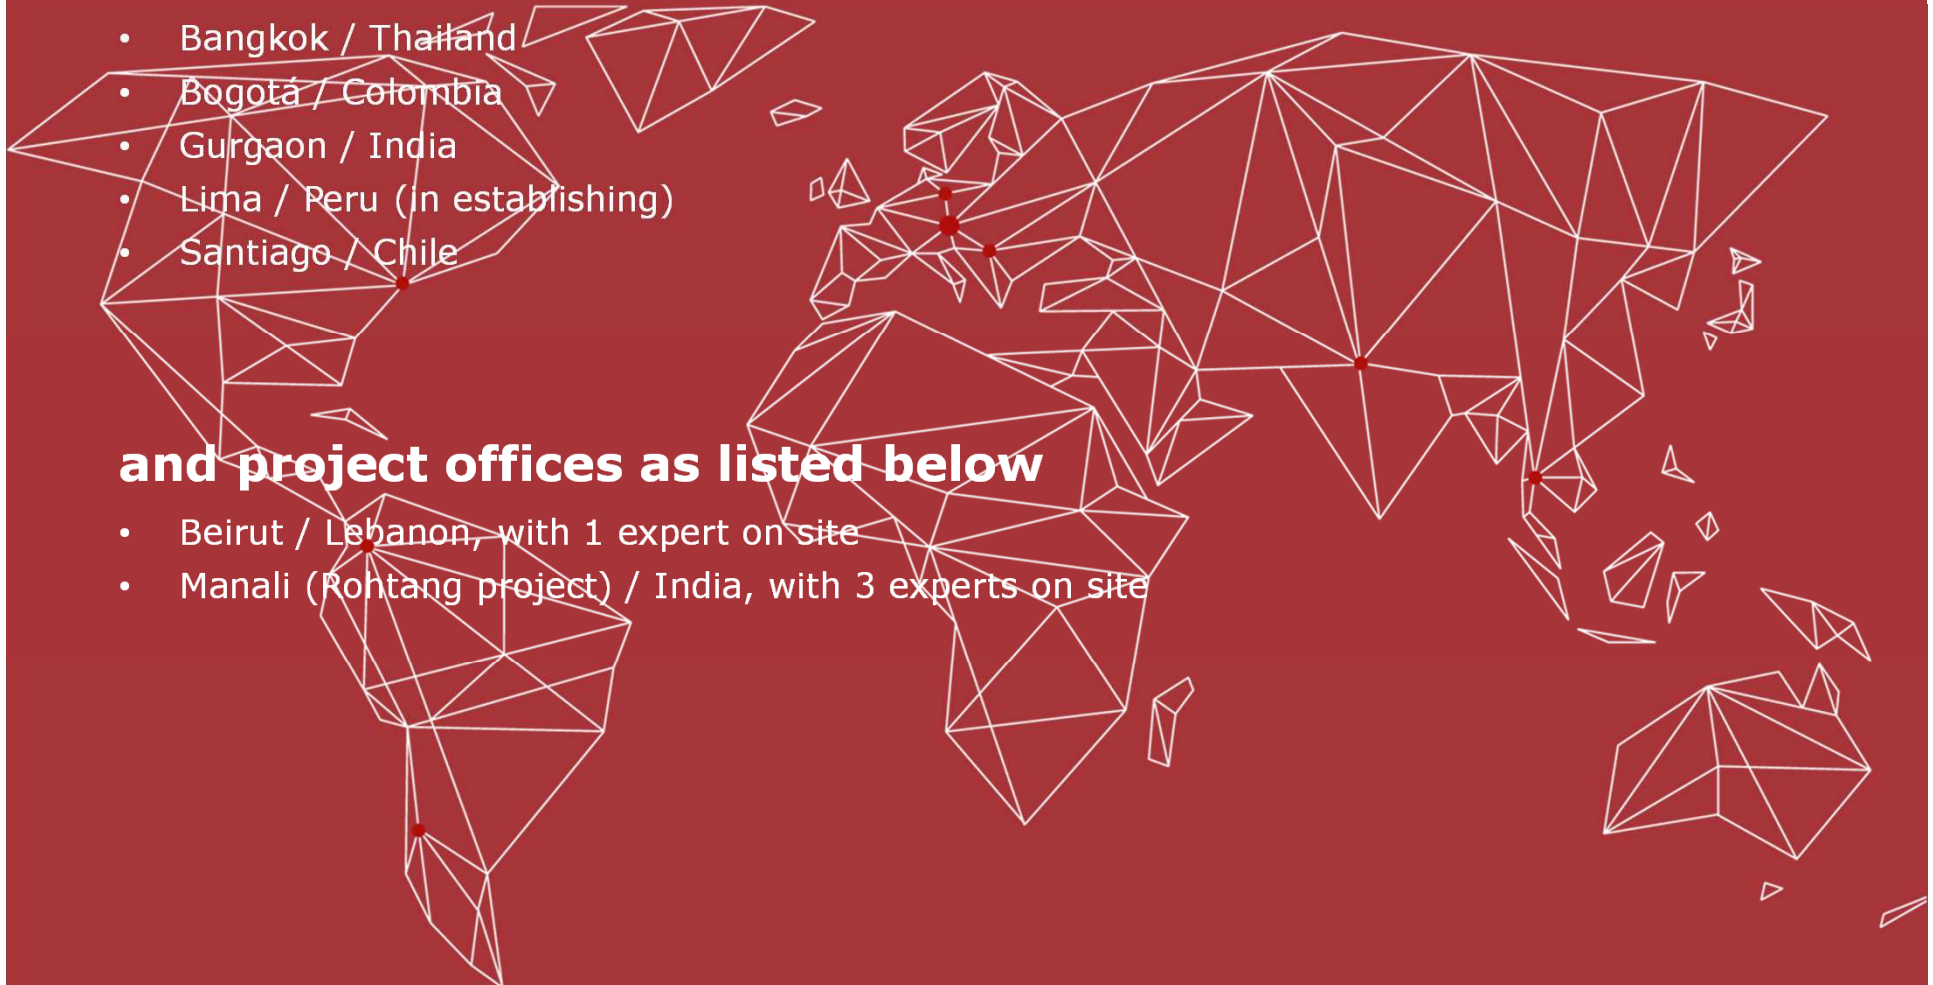 • Bangkok / Thailand
• Bogotá / Colombia
• Gurgaon / India
• Lima / Peru (in establishing)
• Santiago / Chile
and project offices as listed below
• Beirut / Lebanon, with 1 expert on site
• Manali (Rohtang project) / India, with 3 experts on site